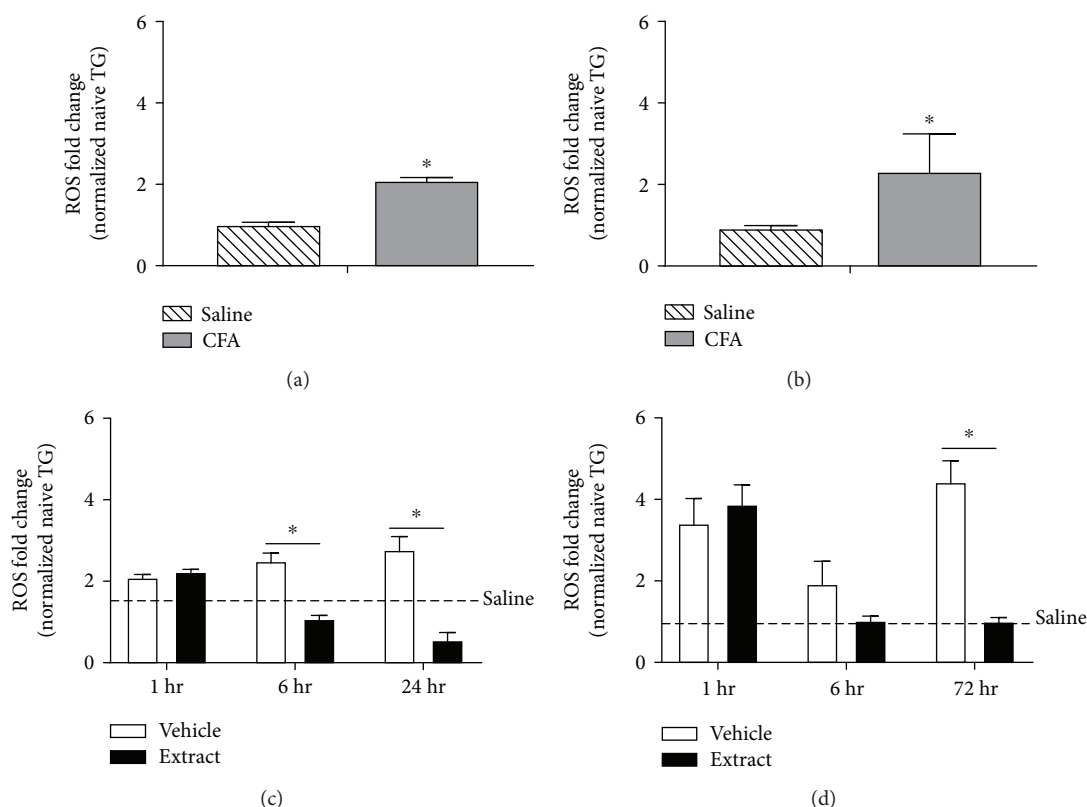 6
4
2
0
ROS fold change
(normalized naive TG)
*
Saline
CFA
(a)
6
4
2
0
ROS fold change
(normalized naive TG)
*
Saline
CFA
(b)
6
4
2
0
ROS fold change
(normalized naive TG)
*
*
Saline
1 hr
6 hr
24 hr
Vehicle
Extract
(c)
6
4
2
0
ROS fold change
(normalized naive TG)
*
Saline
1 hr
6 hr
72 hr
Vehicle
Extract
(d)